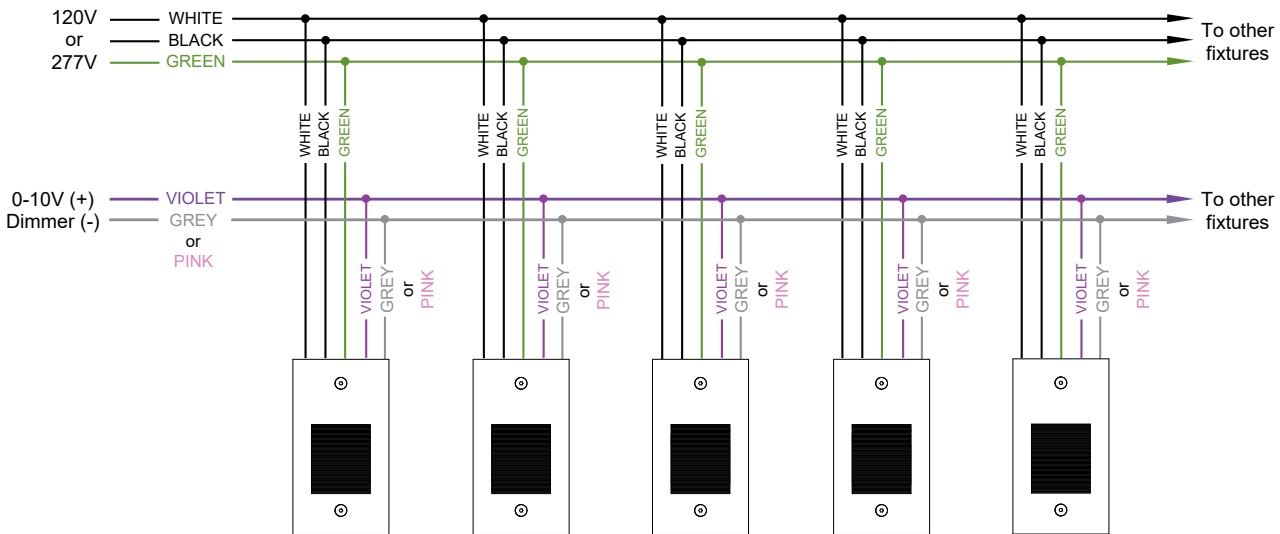 120V WHITE
or BLACK
277V GREEN
To other
fixtures
WHITE BLACK GREEN
WHITE BLACK GREEN
WHITE BLACK GREEN
WHITE BLACK GREEN
WHITE BLACK GREEN
0-10V (+) VIOLET
Dimmer (-) GREY
or
PINK
To other
fixtures
VIOLET GREY or PINK
VIOLET GREY or PINK
VIOLET GREY or PINK
VIOLET GREY or PINK
VIOLET GREY or PINK